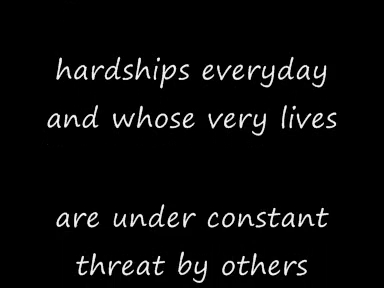 hardships everyday
and whose very lives
are under constant
threat by others